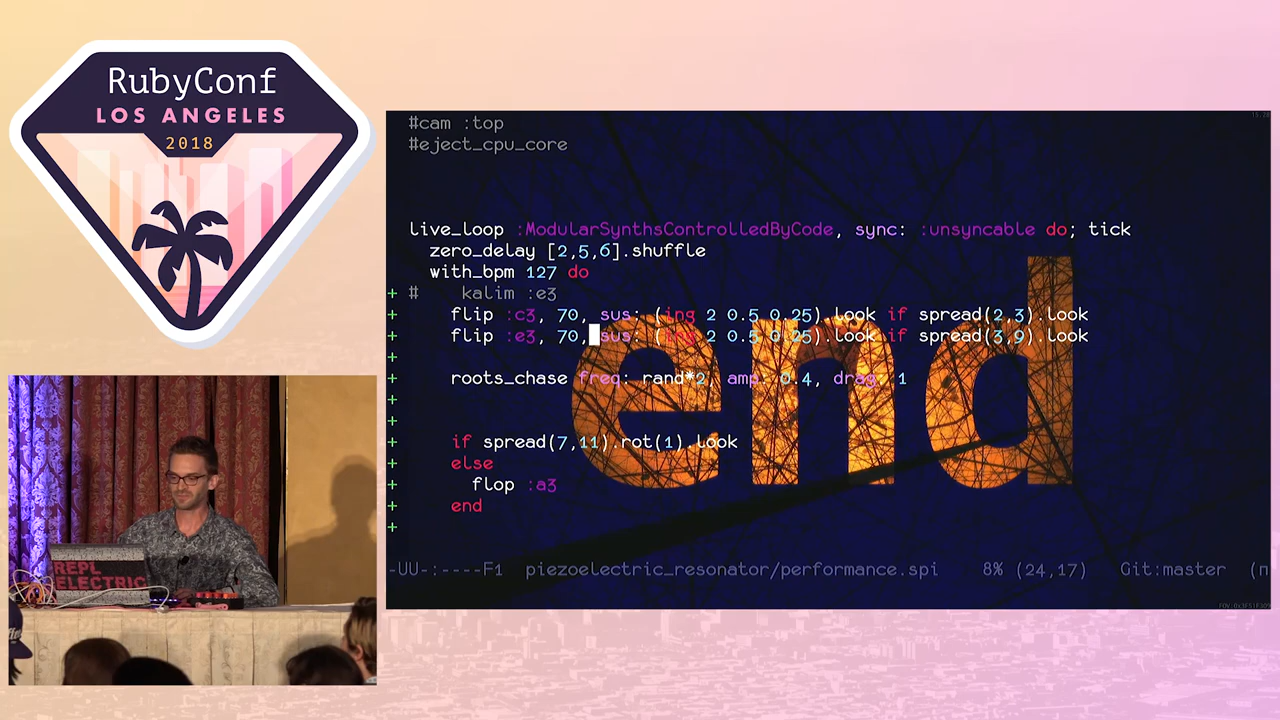 RubyConf
LOS ANGELES
2018
#cam :top
#eject_cpu_core
live_loop :ModularSynthsControlledByCode, sync: :unsyncable do; tick
zero_delay [2,5,6].shuffle
with_bpm 127 do
+ # kalim :e3
+ flip :c3, 70, sus: (ing 2 0.5 0.25).look if spread(2,3).look
+ flip :e3, 70, sus: (ing 2 0.5 0.25).look if spread(3,9).look
+
+ roots_chase freq: rand*2, amp: 0.4, drag: 1
+
+
+ if spread(7,11).rot(1).look
+ else
+ flop :a3
+ end
+
end
-UU-:----F1 piezoelectric_resonator/performance.spi 8% (24,17) Git:master (n
REPL
ELECTRIC